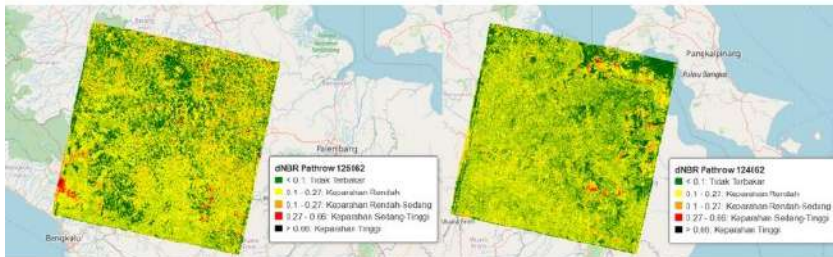 Palembang
Bengkulu
dNBR Pathrow 125062
< 0.1: Tidak Terbakar
0.1 - 0.27: Keparahan Rendah
0.1 - 0.27: Keparahan Rendah-Sedang
0.27 - 0.66: Keparahan Sedang-Tinggi
> 0.66: Keparahan Tinggi
Pangkalpinang
Pulau Bangka
dNBR Pathrow 124062
< 0.1: Tidak Terbakar
0.1 - 0.27: Keparahan Rendah
0.1 - 0.27: Keparahan Rendah-Sedang
0.27 - 0.66: Keparahan Sedang-Tinggi
> 0.66: Keparahan Tinggi